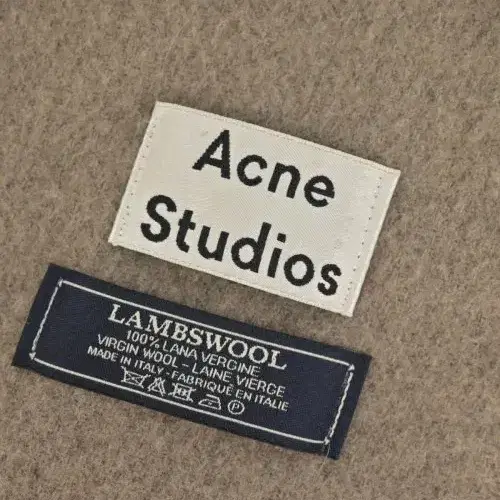 Acne
Studios
LAMBSWOOL
100% LANA VERGINE
VIRGIN WOOL - LAINE VIERGE
MADE IN ITALY - FABRIQUÉ EN ITALIE
P